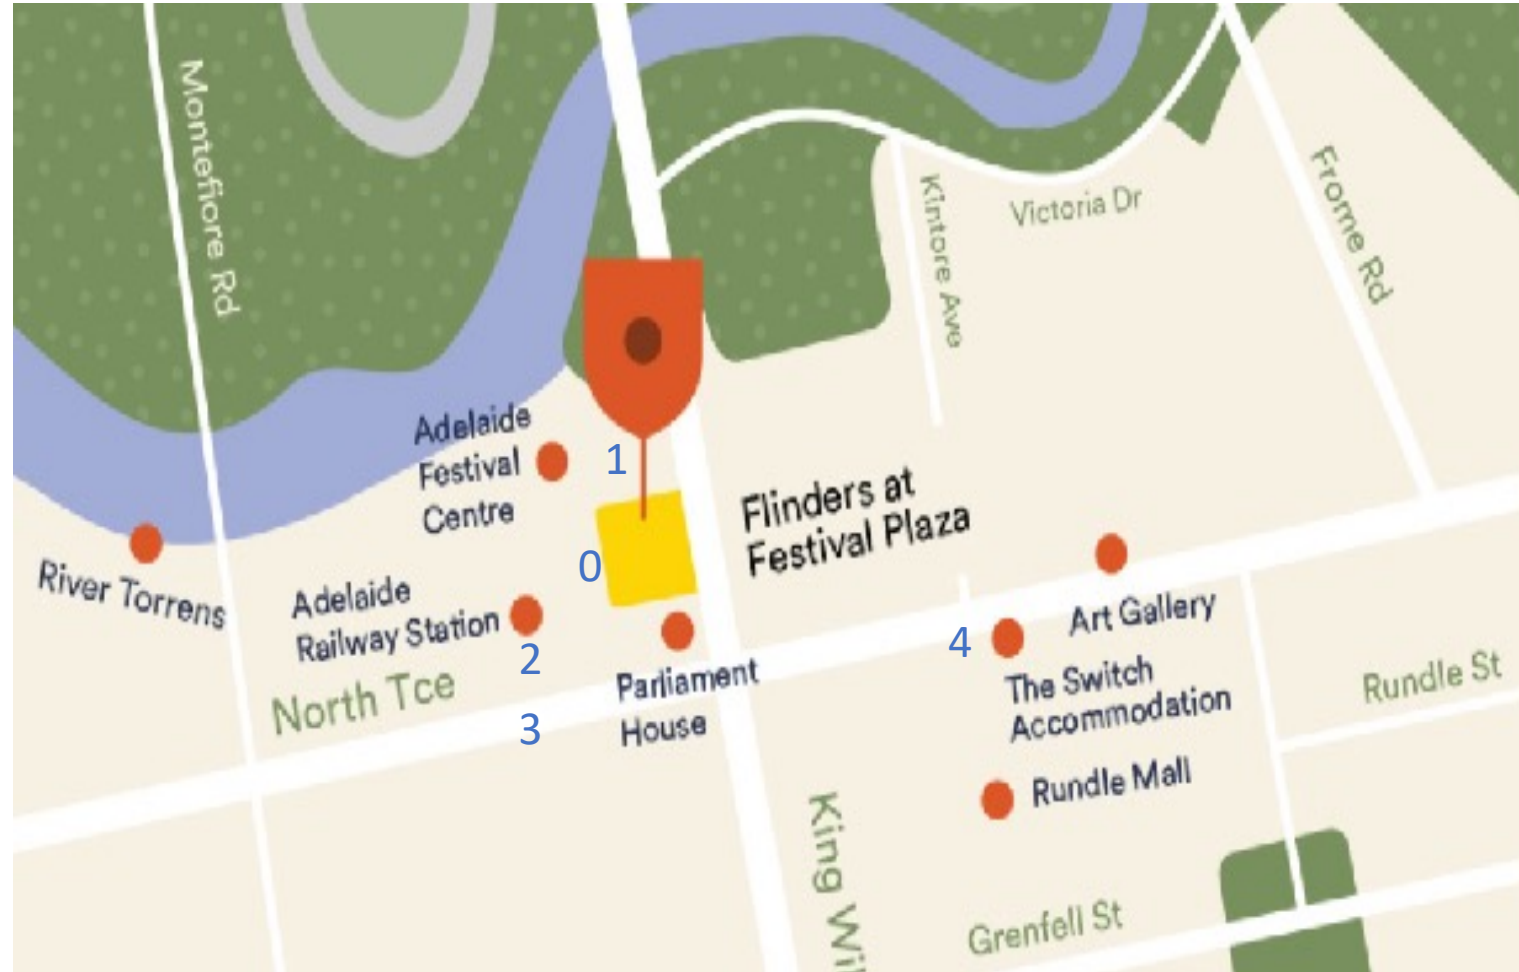 Montefiore Rd
Kintore Ave
Victoria Dr
Frome Rd
Adelaide
Festival
Centre
1
Flinders at
Festival Plaza
0
River Torrens
Adelaide
Railway Station
2
North Tce
3
Parliament
House
4
Art Gallery
The Switch
Accommodation
Rundle St
Rundle Mall
King Wil
Grenfell St